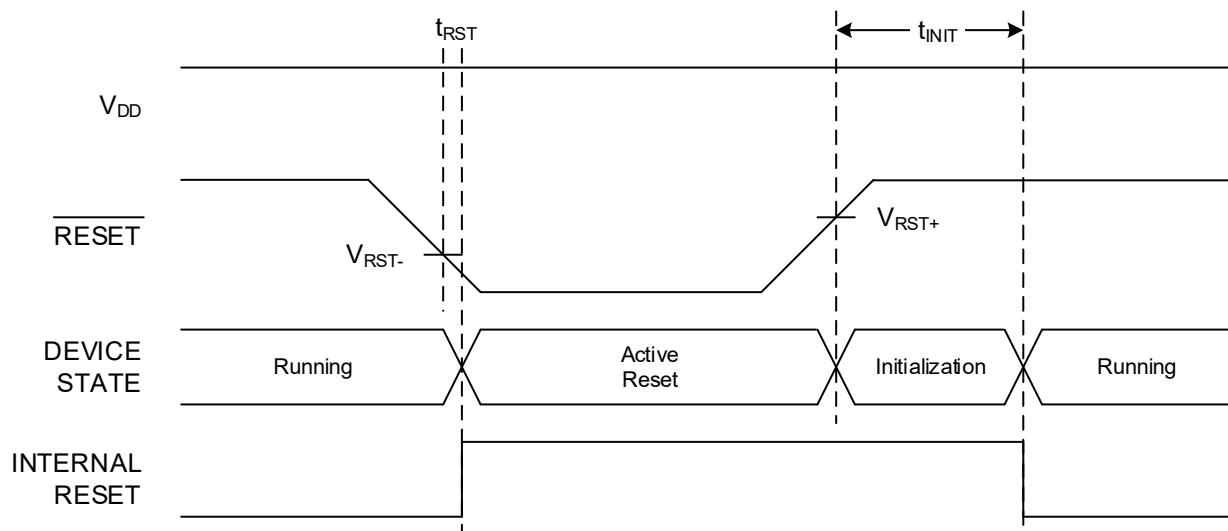 tRST
tINIT
VDD
RESET
VRST-
VRST+
DEVICE
STATE
Running
Active
Reset
Initialization
Running
INTERNAL
RESET